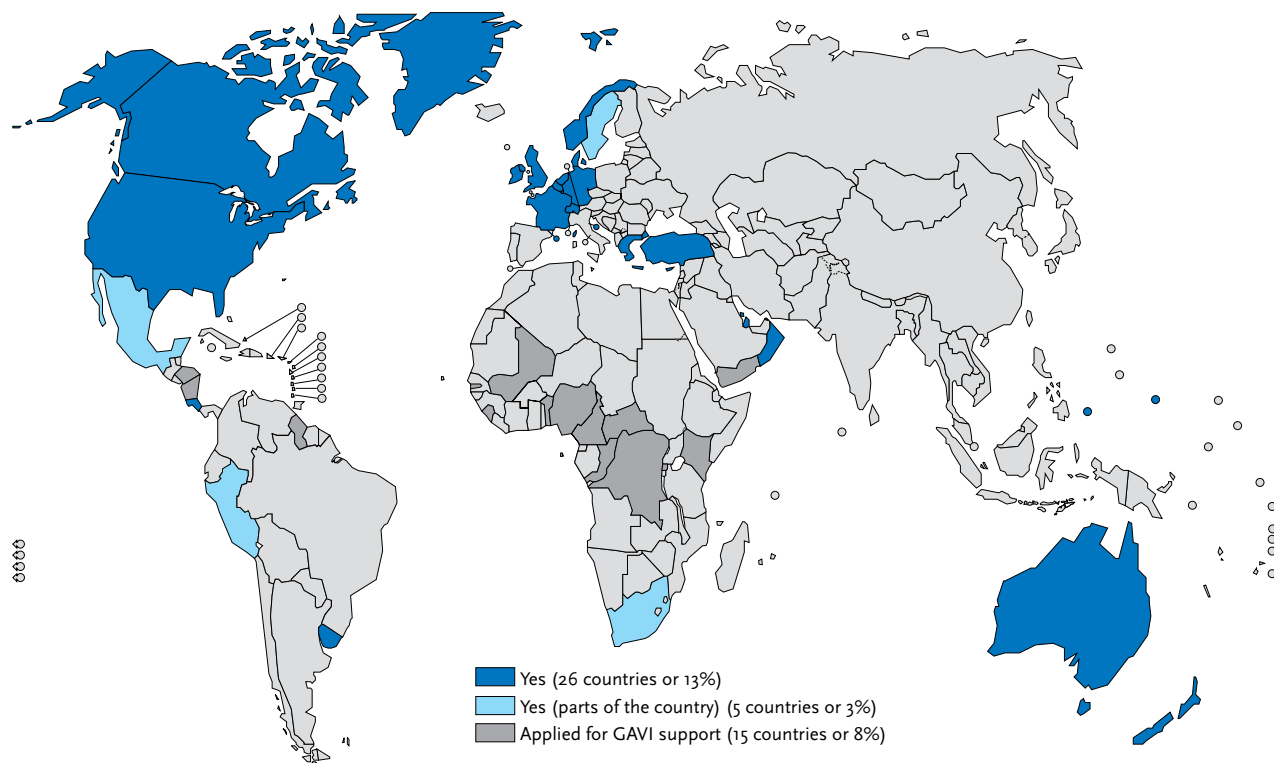 Yes (26 countries or 13%)
Yes (parts of the country) (5 countries or 3%)
Applied for GAVI support (15 countries or 8%)